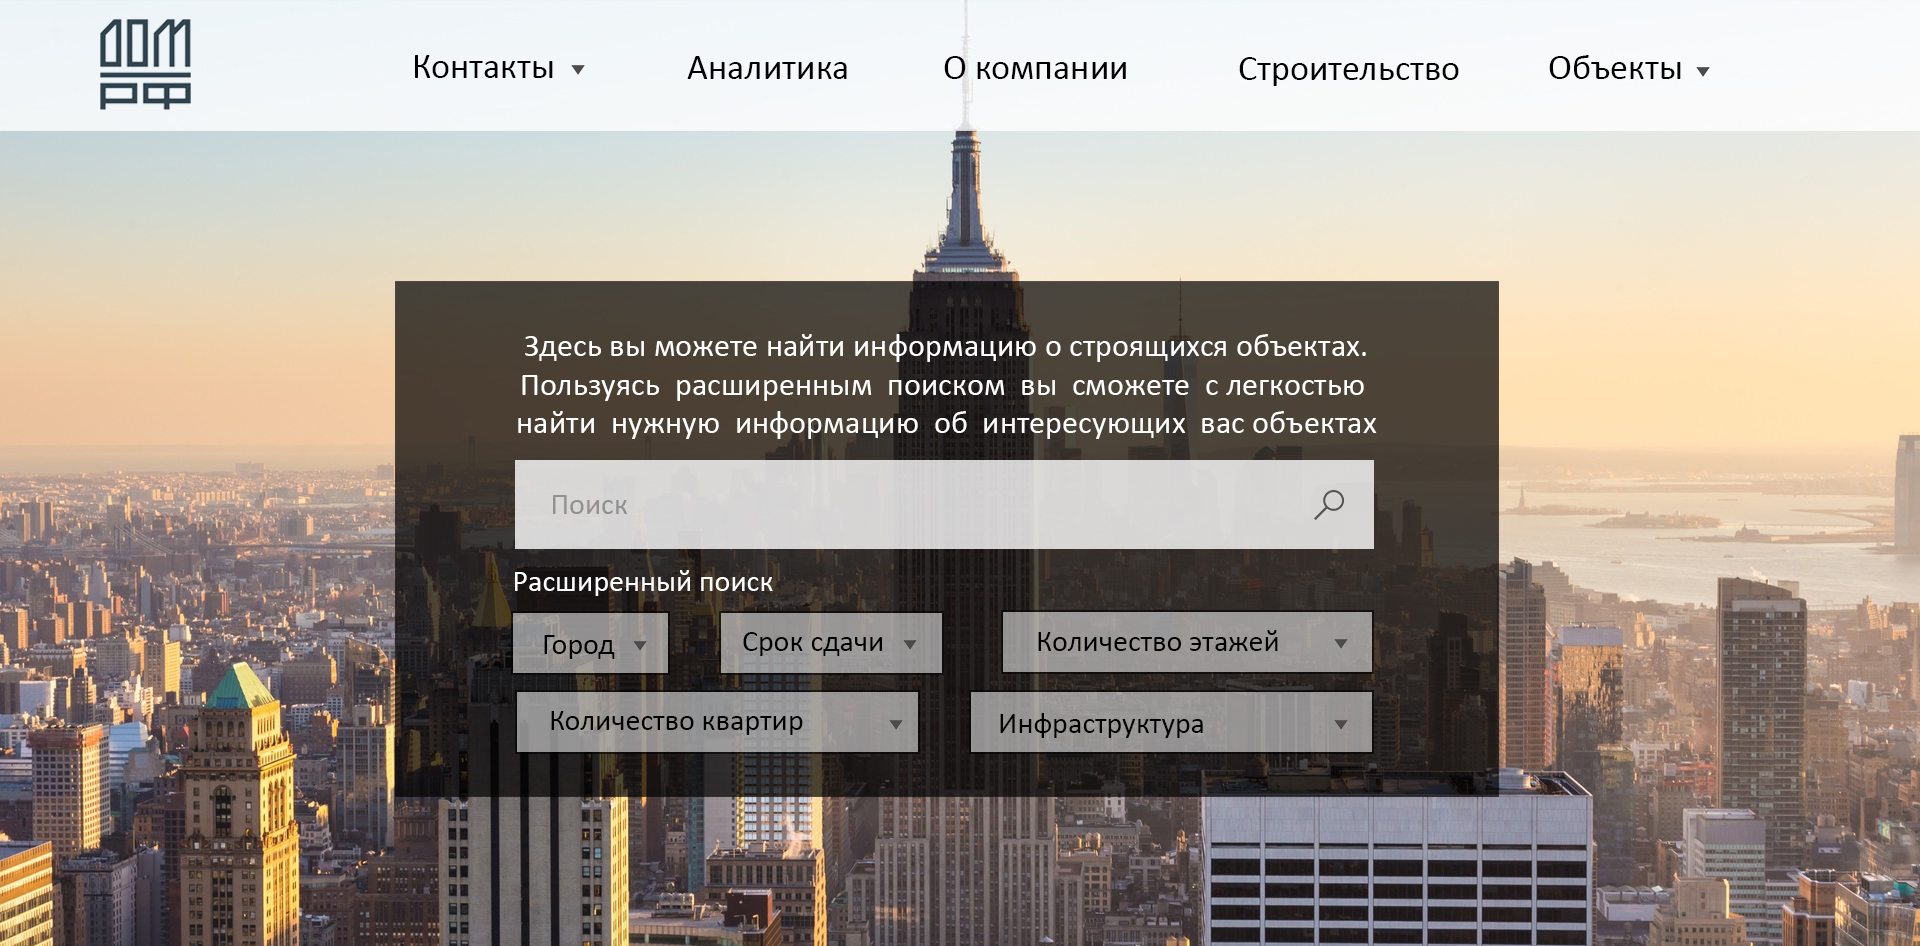 ДОМ
РФ
Контакты Аналитика О компании Строительство Объекты
Здесь вы можете найти информацию о строящихся объектах.
Пользуясь расширенным поиском вы сможете с легкостью
найти нужную информацию об интересующих вас объектах
Поиск
Расширенный поиск
Город Срок сдачи Количество этажей
Количество квартир Инфраструктура